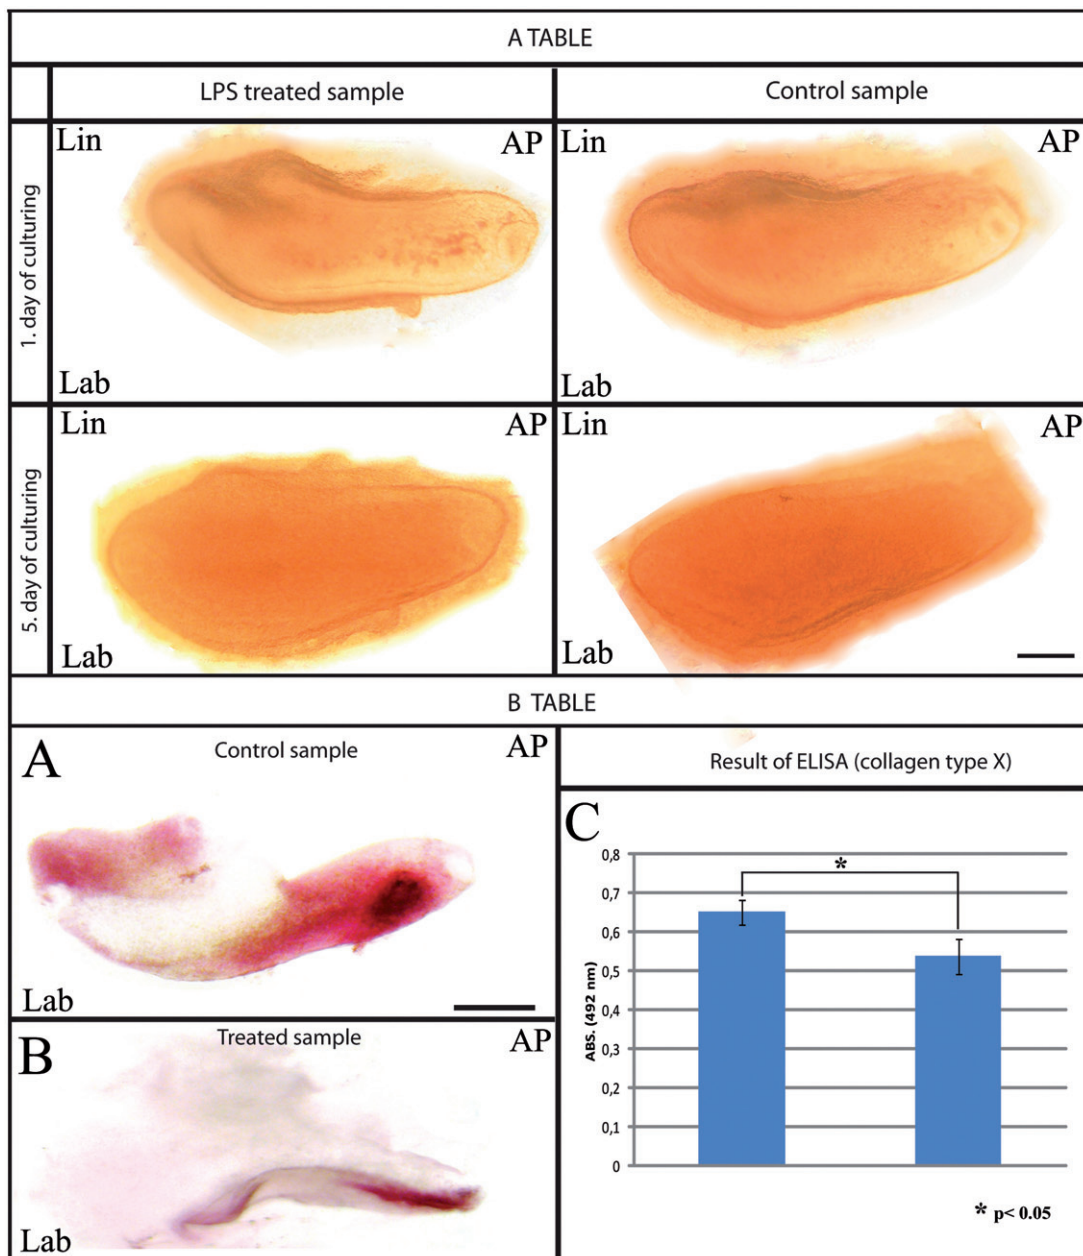 A TABLE
LPS treated sample
Control sample
1. day of culturing
Lin
AP
Lab
Lin
AP
Lab
5. day of culturing
Lin
AP
Lab
Lin
AP
Lab
B TABLE
A
Control sample
AP
Lab
B
Treated sample
AP
Lab
Result of ELISA (collagen type X)
C
ABS. (492 nm)
0,8
0,7
0,6
0,5
0,4
0,3
0,2
0,1
0
*
* p< 0.05